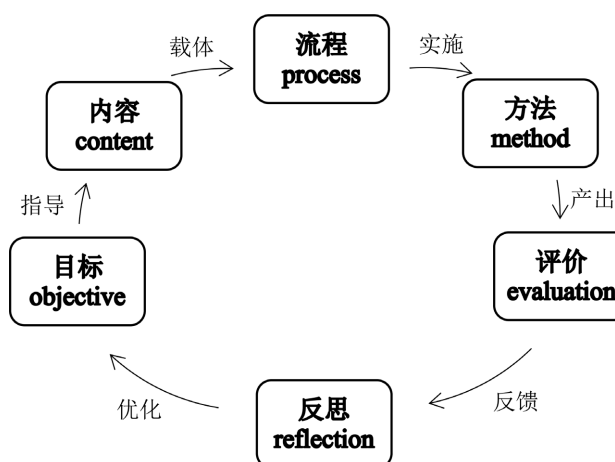 载体
流程
process
实施
内容
content
方法
method
指导
产出
目标
objective
评价
evaluation
优化
反思
reflection
反馈